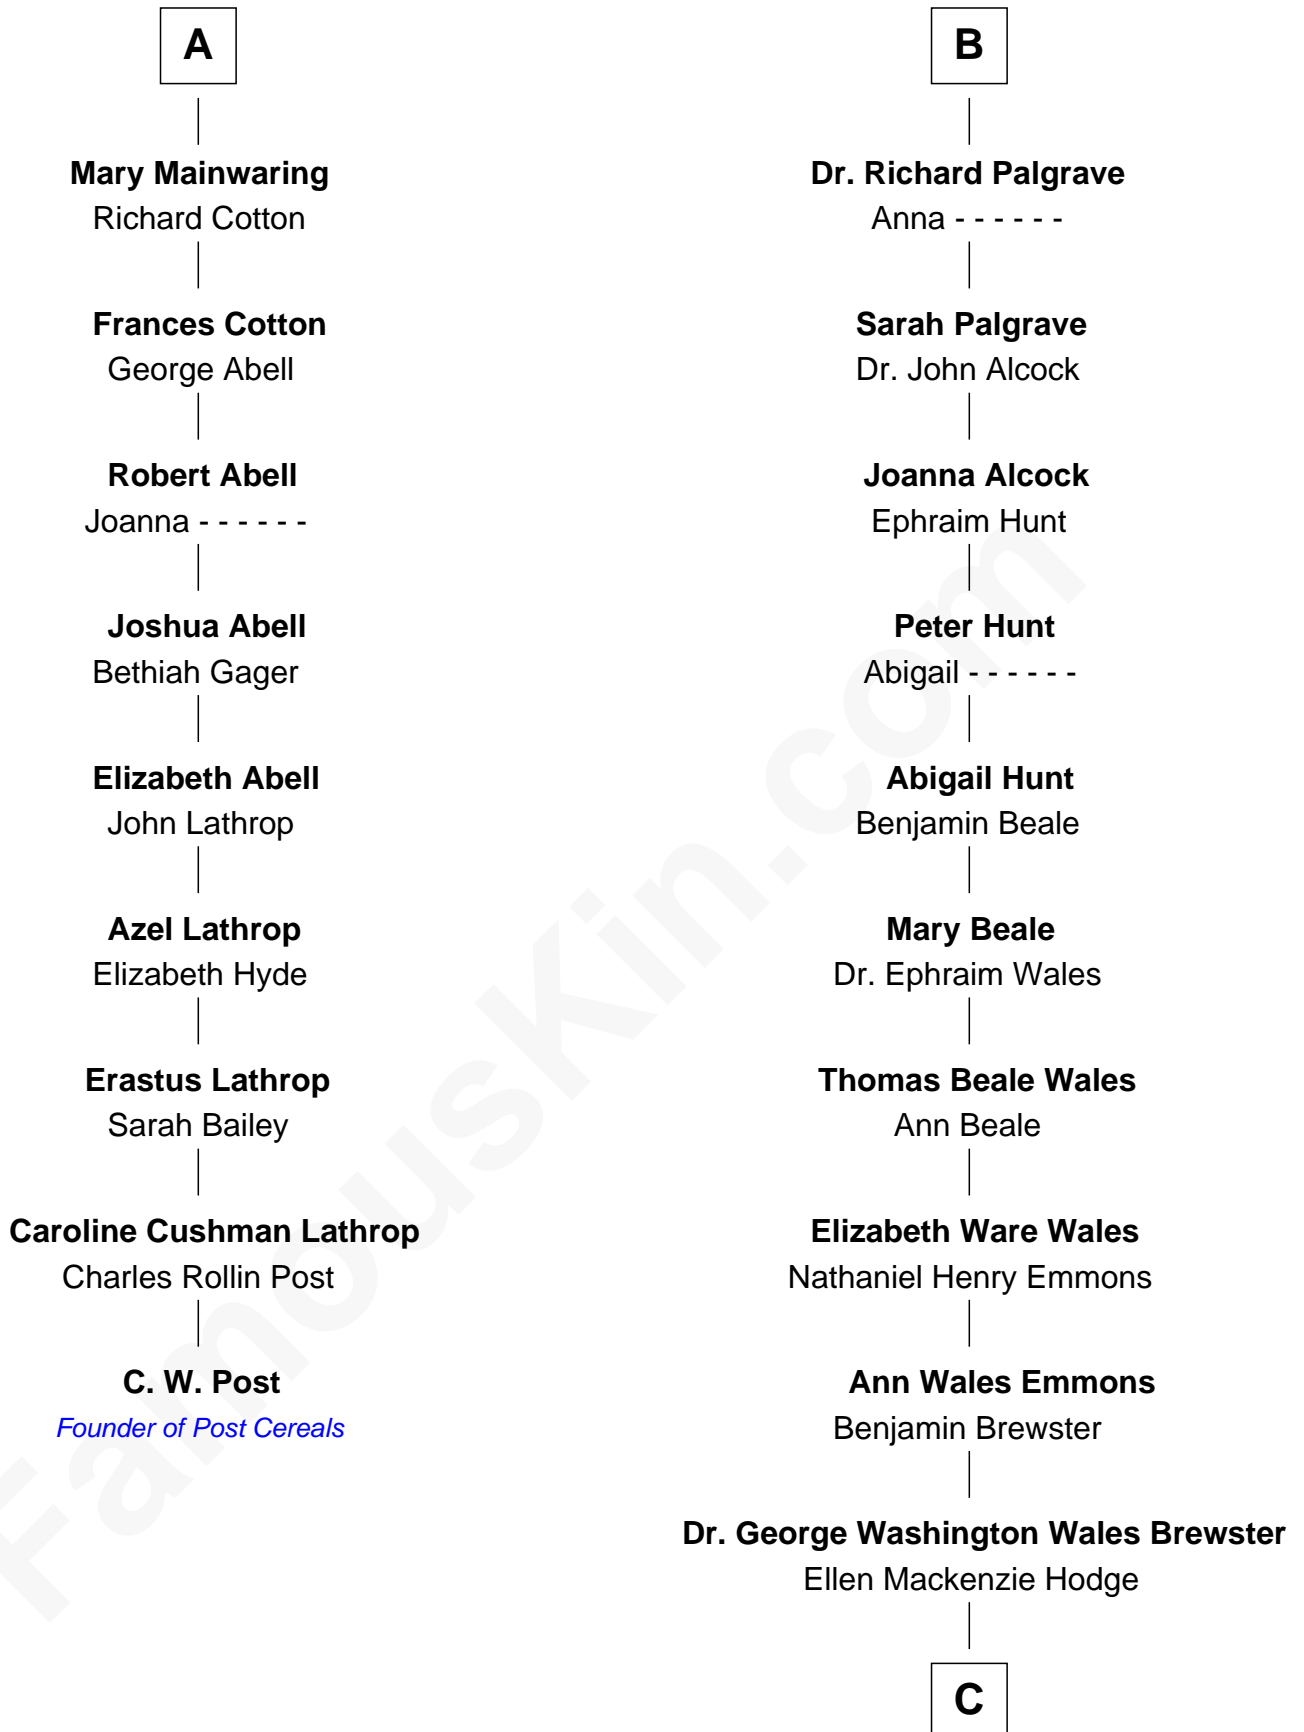 A
Mary Mainwaring
Richard Cotton
Frances Cotton
George Abell
Robert Abell
Joanna - - - - - -
Joshua Abell
Bethiah Gager
Elizabeth Abell
John Lathrop
Azel Lathrop
Elizabeth Hyde
Erastus Lathrop
Sarah Bailey
Caroline Cushman Lathrop
Charles Rollin Post
C. W. Post
Founder of Post Cereals
B
Dr. Richard Palgrave
Anna - - - - - -
Sarah Palgrave
Dr. John Alcock
Joanna Alcock
Ephraim Hunt
Peter Hunt
Abigail - - - - - -
Abigail Hunt
Benjamin Beale
Mary Beale
Dr. Ephraim Wales
Thomas Beale Wales
Ann Beale
Elizabeth Ware Wales
Nathaniel Henry Emmons
Ann Wales Emmons
Benjamin Brewster
Dr. George Washington Wales Brewster
Ellen Mackenzie Hodge
C
FamousKin.com